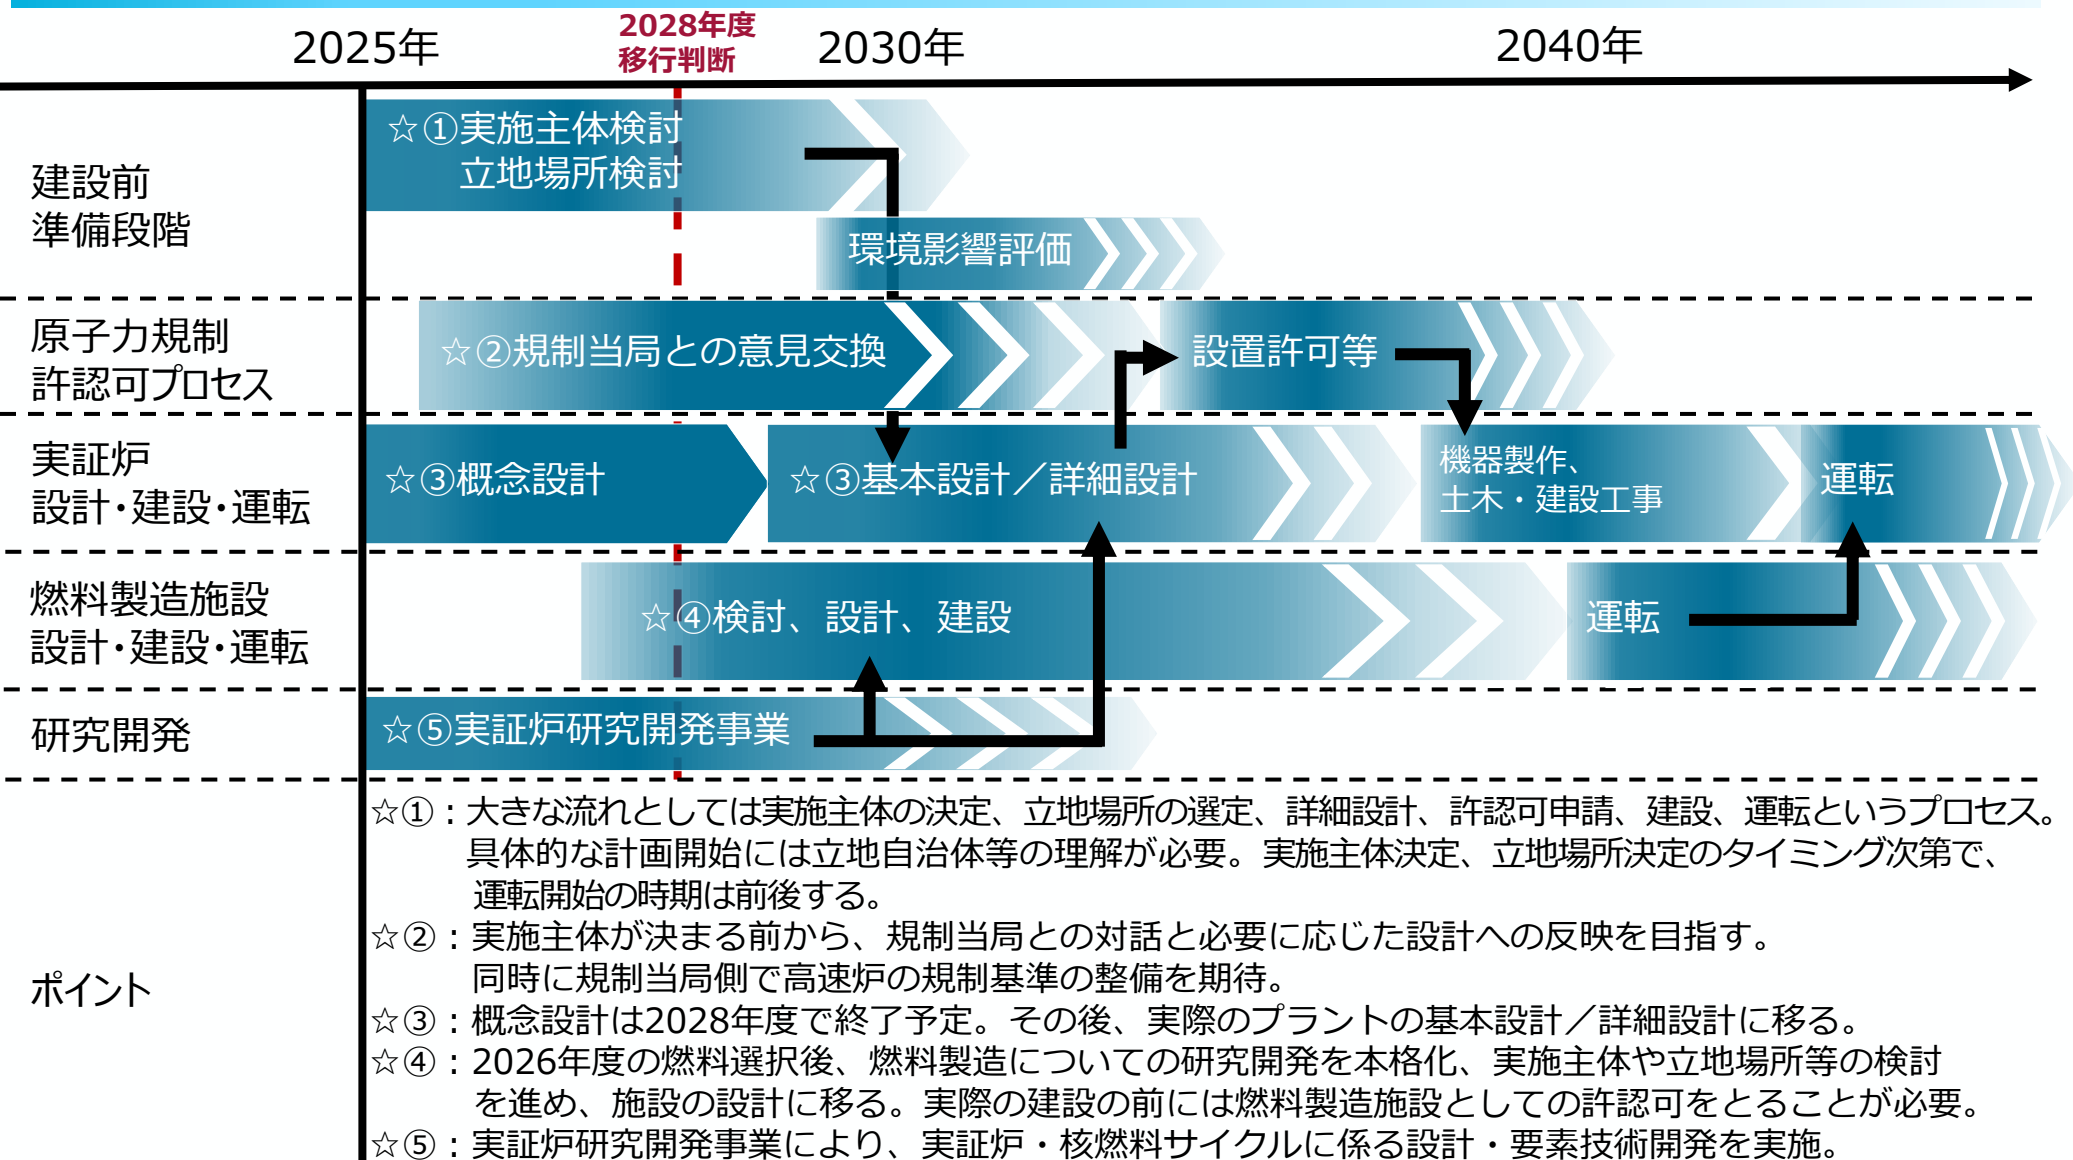 2025年
2028年度
移行判断
2030年
2040年
建設前
準備段階
☆①実施主体検討
立地場所検討
環境影響評価
原子力規制
許認可プロセス
☆②規制当局との意見交換
設置許可等
実証炉
設計・建設・運転
☆③概念設計
☆③基本設計／詳細設計
機器製作、
土木・建設工事
運転
燃料製造施設
設計・建設・運転
☆④検討、設計、建設
運転
研究開発
☆⑤実証炉研究開発事業
ポイント
☆①：大きな流れとしては実施主体の決定、立地場所の選定、詳細設計、許認可申請、建設、運転というプロセス。
具体的な計画開始には立地自治体等の理解が必要。実施主体決定、立地場所決定のタイミング次第で、
運転開始の時期は前後する。
☆②：実施主体が決まる前から、規制当局との対話と必要に応じた設計への反映を目指す。
同時に規制当局側で高速炉の規制基準の整備を期待。
☆③：概念設計は2028年度で終了予定。その後、実際のプラントの基本設計／詳細設計に移る。
☆④：2026年度の燃料選択後、燃料製造についての研究開発を本格化、実施主体や立地場所等の検討
を進め、施設の設計に移る。実際の建設の前には燃料製造施設としての許認可をとることが必要。
☆⑤：実証炉研究開発事業により、実証炉・核燃料サイクルに係る設計・要素技術開発を実施。